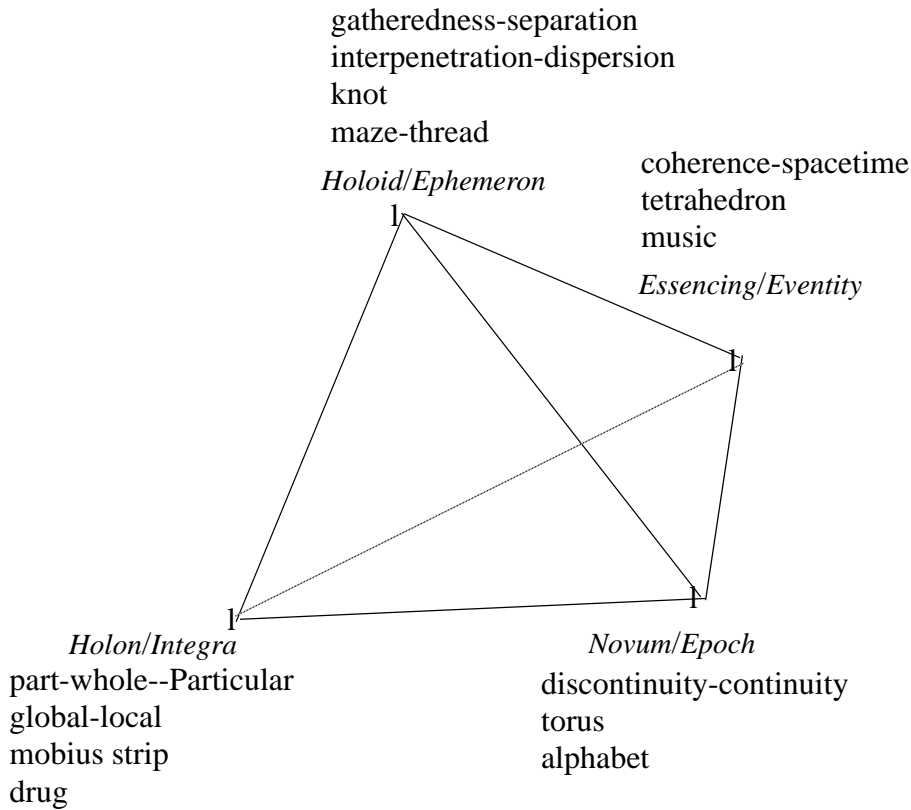 gatheredness-separation
interpenetration-dispersion
knot
maze-thread
Holoid/Ephemeron
l
coherence-spacetime
tetrahedron
music
Essencing/Eventity
l
l
Holon/Integra
part-whole--Particular
global-local
mobius strip
drug
l
Novum/Epoch
discontinuity-continuity
torus
alphabet